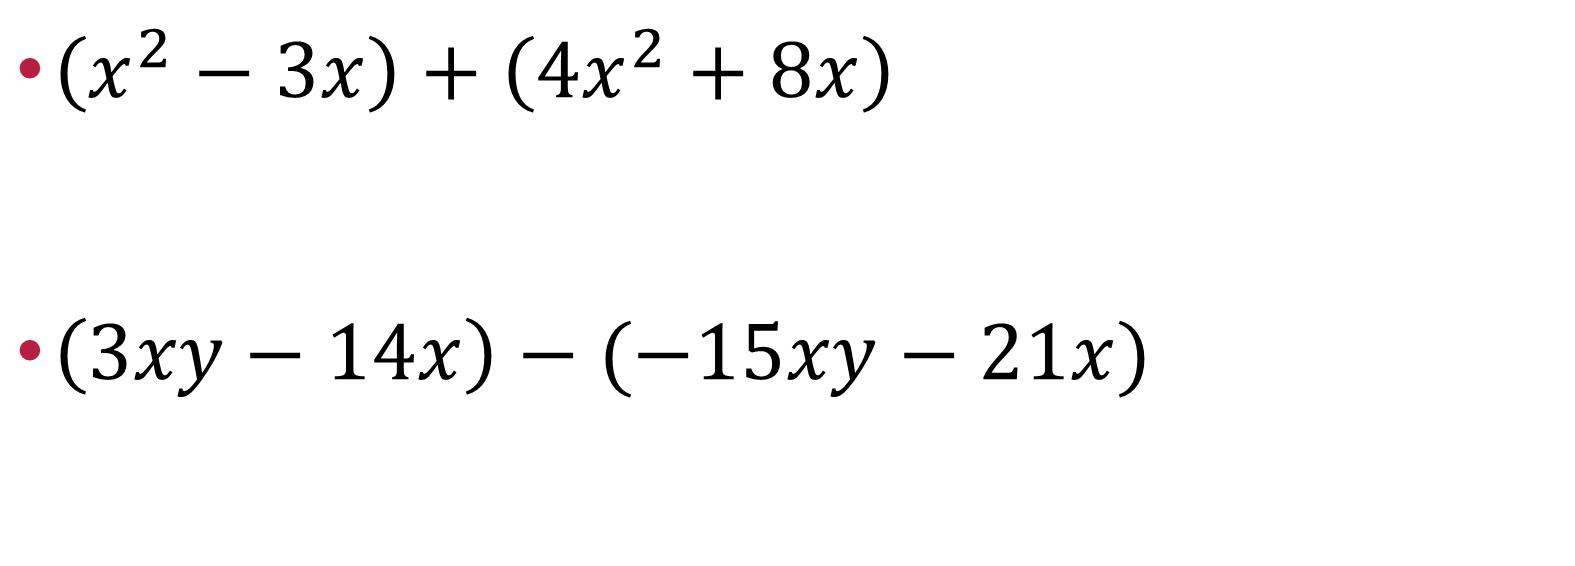 • (x² − 3x) + (4x² + 8x)
• (3xy − 14x) − (−15xy − 21x)